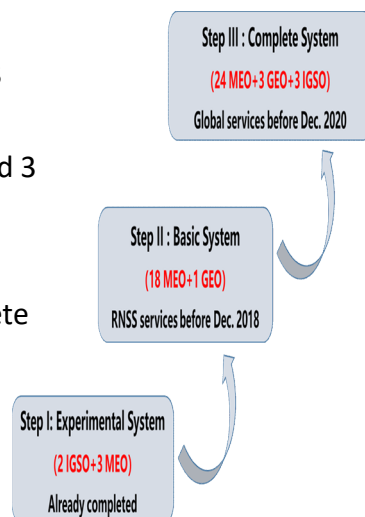 Step III : Complete System
(24 MEO+3 GEO+3 IGSO)
Global services before Dec. 2020
d 3
Step II : Basic System
(18 MEO+1 GEO)
RNSS services before Dec. 2018
ete
Step I: Experimental System
(2 IGSO+3 MEO)
Already completed